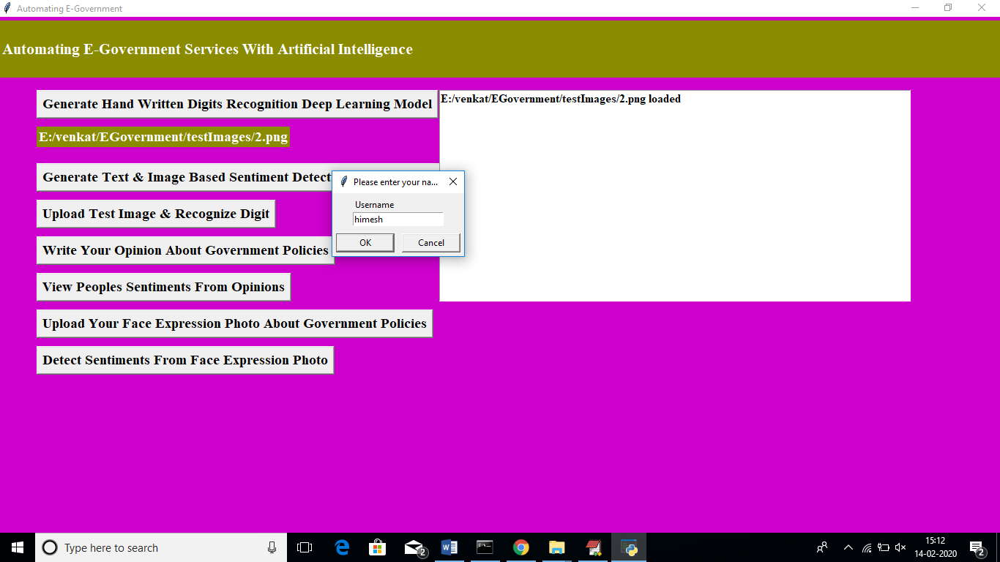 Automating E-Government
Automating E-Government Services With Artificial Intelligence
Generate Hand Written Digits Recognition Deep Learning Model
E:/venkat/EGovernment/testImages/2.png loaded
E:/venkat/EGovernment/testImages/2.png
Generate Text & Image Based Sentiment Detect
Please enter your na...
Username
himesh
OK Cancel
Upload Test Image & Recognize Digit
Write Your Opinion About Government Policies
View Peoples Sentiments From Opinions
Upload Your Face Expression Photo About Government Policies
Detect Sentiments From Face Expression Photo
Type here to search
2
15:12
14-02-2020
2